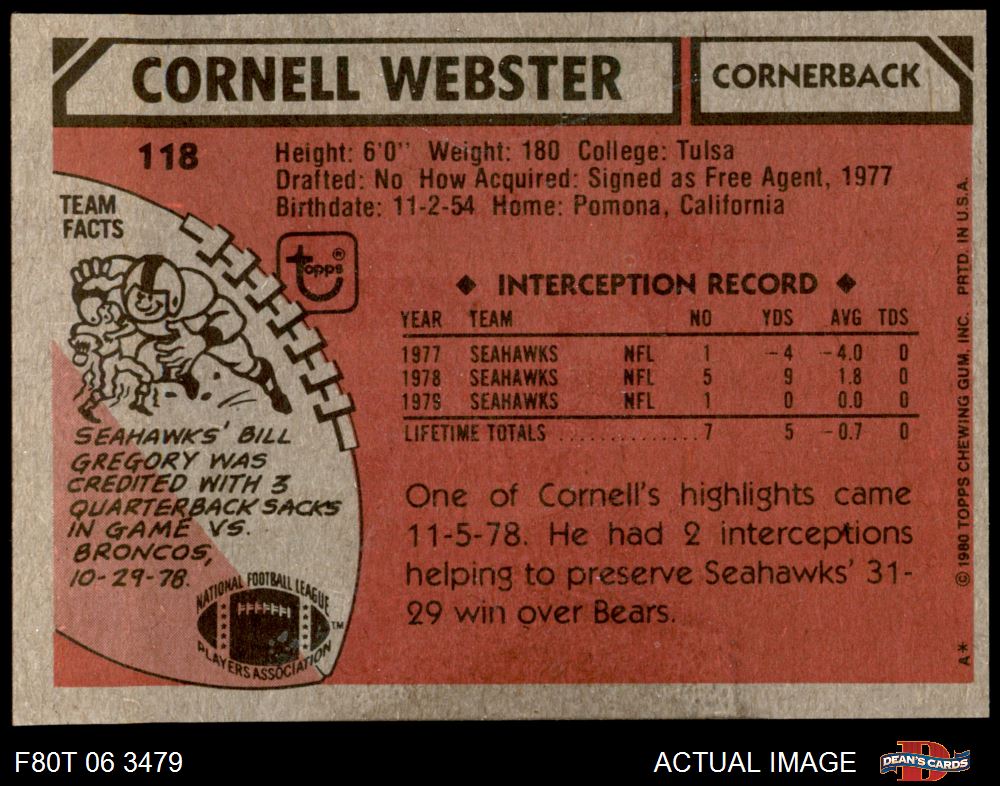 CORNELL WEBSTER
CORNERBACK
118
Height: 6'0" Weight: 180 College: Tulsa
Drafted: No How Acquired: Signed as Free Agent, 1977
Birthdate: 11-2-54 Home: Pomona, California
TEAM
FACTS
Topps®
◆ INTERCEPTION RECORD ◆
YEAR TEAM NO YDS AVG TDS
1977 SEAHAWKS NFL 1 -4 -4.0 0
1978 SEAHAWKS NFL 5 9 1.8 0
1979 SEAHAWKS NFL 1 0 0.0 0
LIFETIME TOTALS . . . . . . . . . . . . . 7 5 -0.7 0
SEAHAWKS' BILL
GREGORY WAS
CREDITED WITH 3
QUARTERBACK SACKS
IN GAME VS.
BRONCOS,
10-29-78.
One of Cornell's highlights came
11-5-78. He had 2 interceptions
helping to preserve Seahawks' 31-
29 win over Bears.
NATIONAL FOOTBALL LEAGUE
PLAYERS ASSOCIATION
™
A* © 1980 TOPPS CHEWING GUM, INC. PRTD. IN U.S.A.
F80T 06 3479
ACTUAL IMAGE
D
DEAN'S CARDS